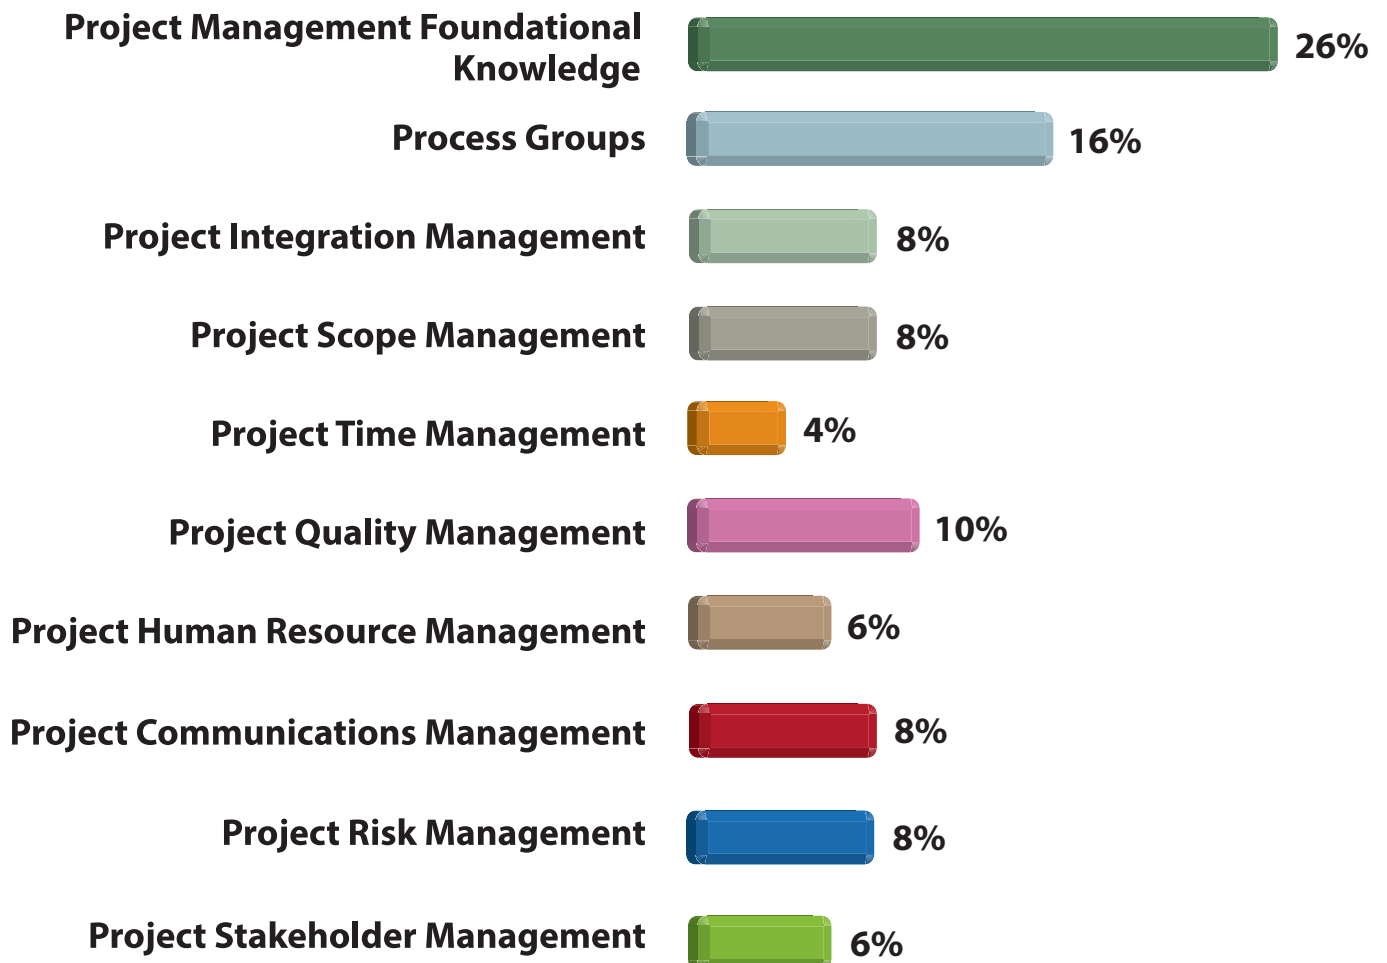 Project Management Foundational
Knowledge
26%
Process Groups
16%
Project Integration Management
8%
Project Scope Management
8%
Project Time Management
4%
Project Quality Management
10%
Project Human Resource Management
6%
Project Communications Management
8%
Project Risk Management
8%
Project Stakeholder Management
6%